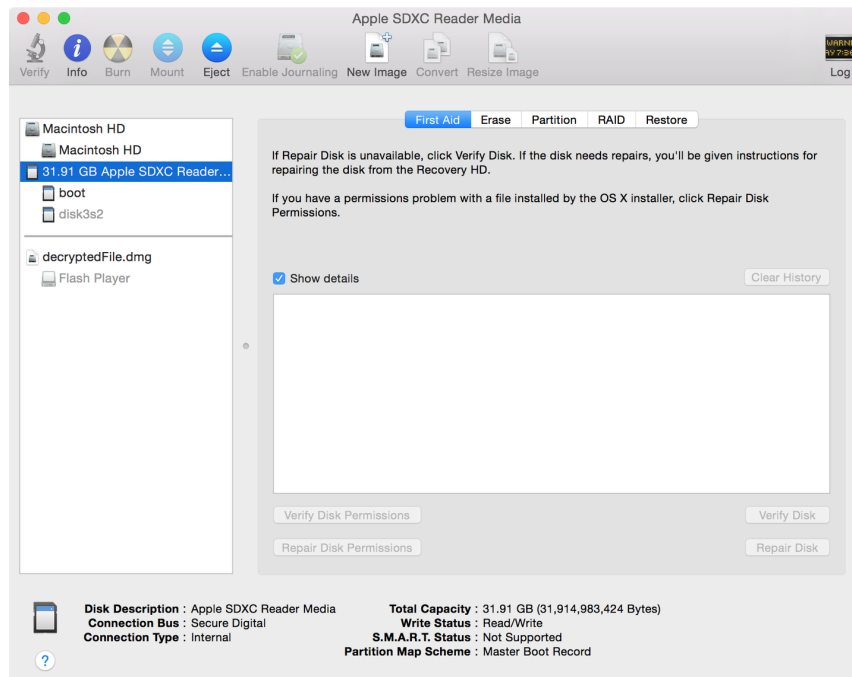 Apple SDXC Reader Media
Verify Info Burn Mount Eject Enable Journaling New Image Convert Resize Image Log
Macintosh HD
Macintosh HD
31.91 GB Apple SDXC Reader...
boot
disk3s2
decryptedFile.dmg
Flash Player
First Aid Erase Partition RAID Restore
If Repair Disk is unavailable, click Verify Disk. If the disk needs repairs, you'll be given instructions for
repairing the disk from the Recovery HD.
If you have a permissions problem with a file installed by the OS X installer, click Repair Disk
Permissions.
Show details
Clear History
Verify Disk Permissions Verify Disk
Repair Disk Permissions Repair Disk
Disk Description : Apple SDXC Reader Media
Connection Bus : Secure Digital
Connection Type : Internal
Total Capacity : 31.91 GB (31,914,983,424 Bytes)
Write Status : Read/Write
S.M.A.R.T. Status : Not Supported
Partition Map Scheme : Master Boot Record
?